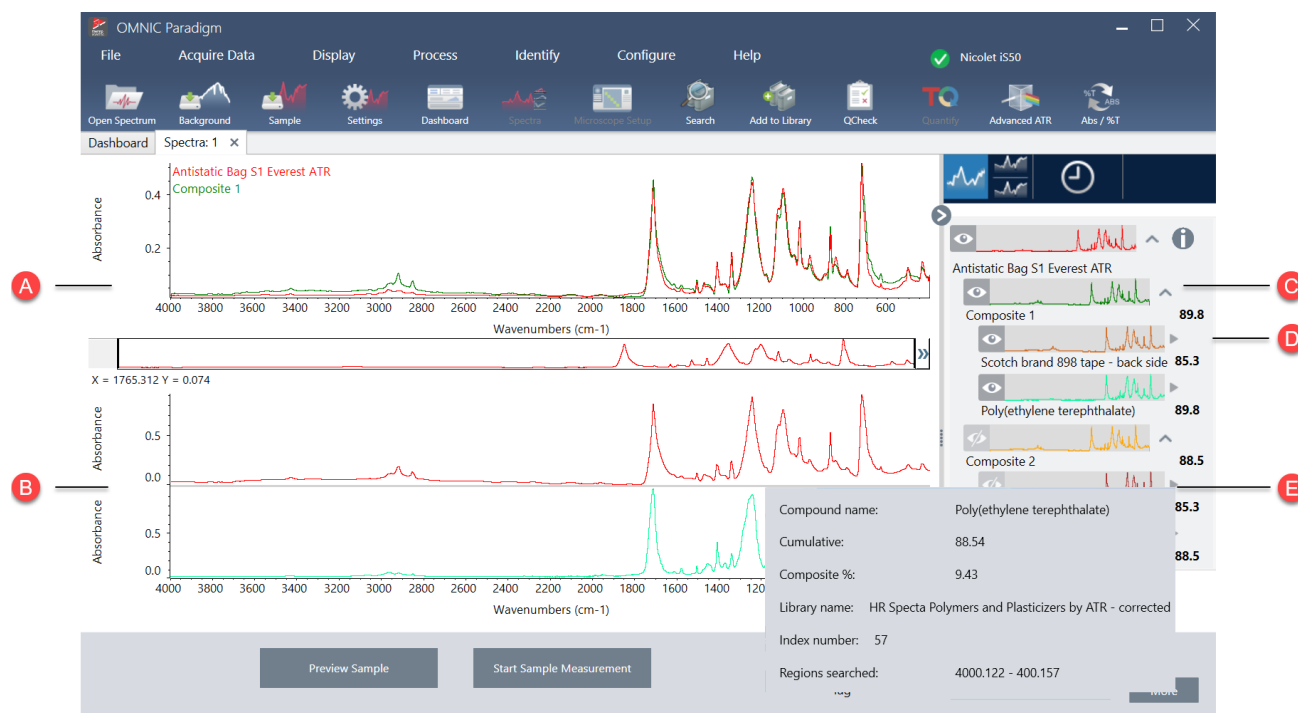 OMNIC Paradigm
File Acquire Data Display Process Identify Configure Help Nicolet iS50
%T ABS
TQ
Open Spectrum Background Sample Settings Dashboard Spectra Microscope Setup Search Add to Library QCheck Quantify Advanced ATR Abs / %T
Dashboard Spectra: 1
Antistatic Bag S1 Everest ATR
Composite 1
Absorbance
0.4
0.2
4000 3800 3600 3400 3200 3000 2800 2600 2400 2200 2000 1800 1600 1400 1200 1000 800 600
Wavenumbers (cm-1)
X = 1765.312 Y = 0.074
Absorbance
0.5
0.0
Absorbance
0.5
0.0
4000 3800 3600 3400 3200 3000 2800 2600 2400 2200 2000 1800 1600 1400 1200
Wavenumbers (cm-1)
Antistatic Bag S1 Everest ATR
Composite 1 89.8
Scotch brand 898 tape - back side 85.3
Poly(ethylene terephthalate) 89.8
Composite 2 88.5
85.3
88.5
Compound name: Poly(ethylene terephthalate)
Cumulative: 88.54
Composite %: 9.43
Library name: HR Specta Polymers and Plasticizers by ATR - corrected
Index number: 57
Regions searched: 4000.122 - 400.157
Preview Sample Start Sample Measurement
A
B
C
D
E